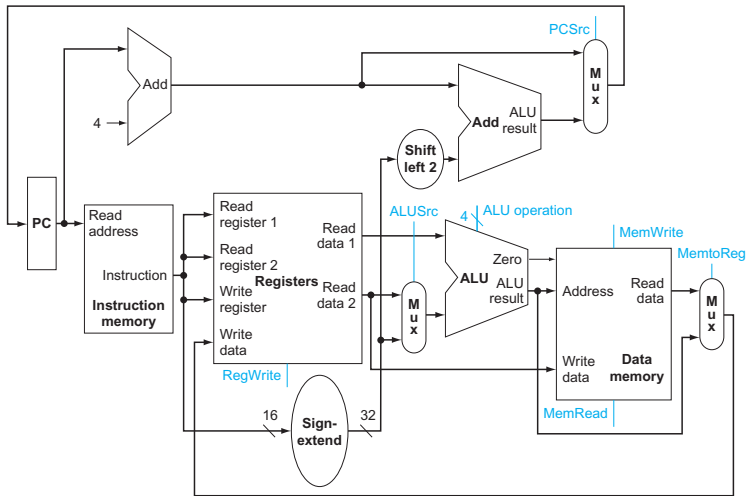 PCSrc
Add
4
M
u
x
ALU
Add
result
Shift
left 2
PC
Read
address
Instruction
Instruction
memory
Read
register 1
Read
register 2
Write
register
Write
data
Registers
Read
data 1
Read
data 2
RegWrite
ALUSrc
M
u
x
4
ALU operation
Zero
ALU
ALU
result
MemWrite
Address
Read
data
Write
data
Data
memory
MemRead
MemtoReg
M
u
x
16
Sign-
extend
32